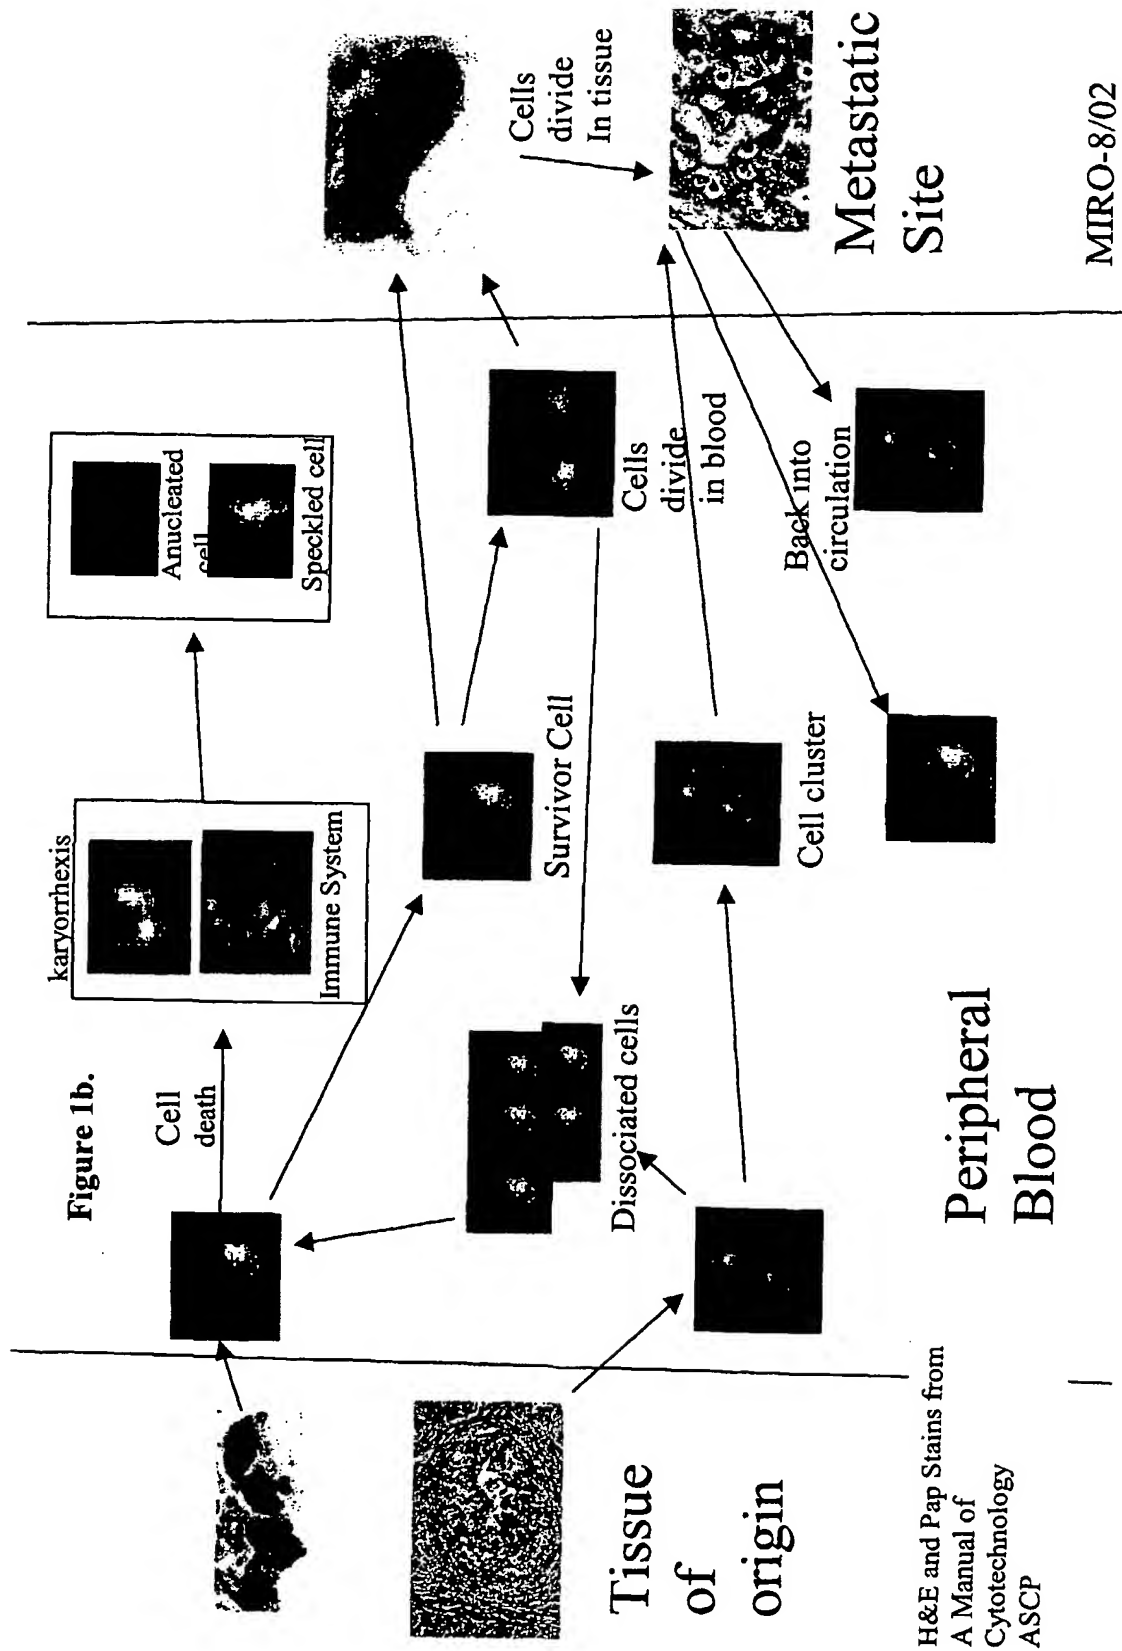 Figure 1b.
Cell
death
karyorrhexis
Immune System
Anucleated
cell
Speckled cell
Survivor Cell
Dissociated cells
Cells
divide
in blood
Cell cluster
Back into
circulation
Cells
divide
In tissue
Tissue
of
origin
Peripheral
Blood
Metastatic
Site
H&E and Pap Stains from
A Manual of
Cytotechnology
ASCP
MIRO-8/02